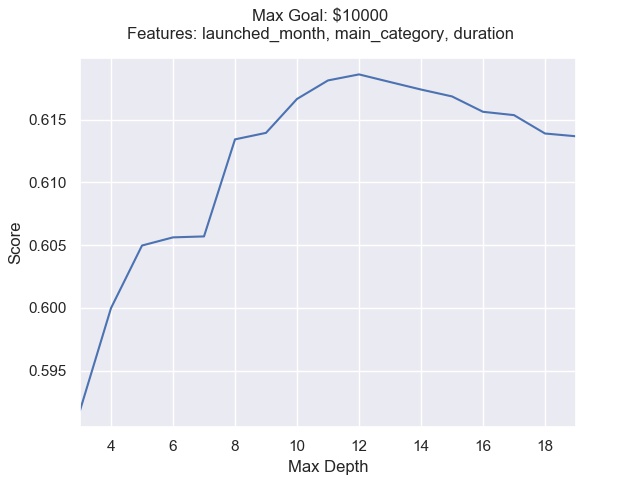 Max Goal: $10000
Features: launched_month, main_category, duration
Score
0.615
0.610
0.605
0.600
0.595
4 6 8 10 12 14 16 18
Max Depth